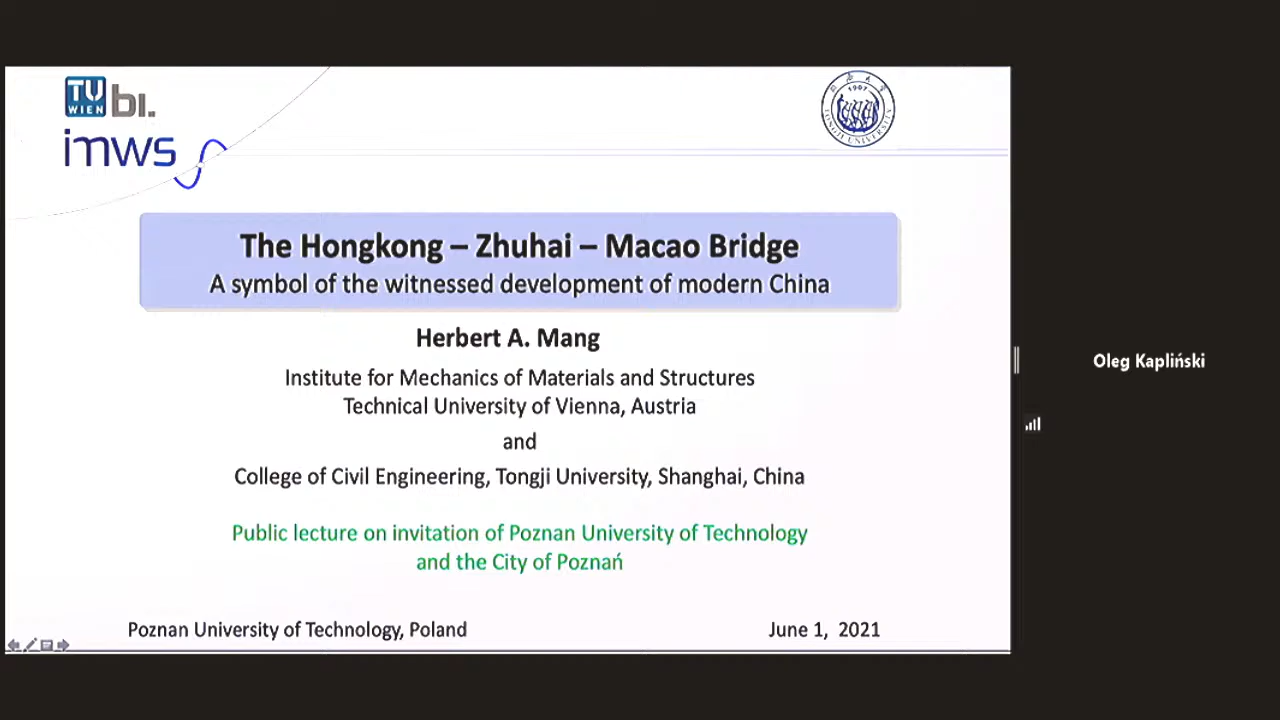 TU
WIEN
bi.
imws
1907
TONGJI UNIVERSITY
The Hongkong – Zhuhai – Macao Bridge
A symbol of the witnessed development of modern China
Herbert A. Mang
Institute for Mechanics of Materials and Structures
Technical University of Vienna, Austria
and
College of Civil Engineering, Tongji University, Shanghai, China
Public lecture on invitation of Poznan University of Technology
and the City of Poznań
Poznan University of Technology, Poland
June 1, 2021
Oleg Kapliński